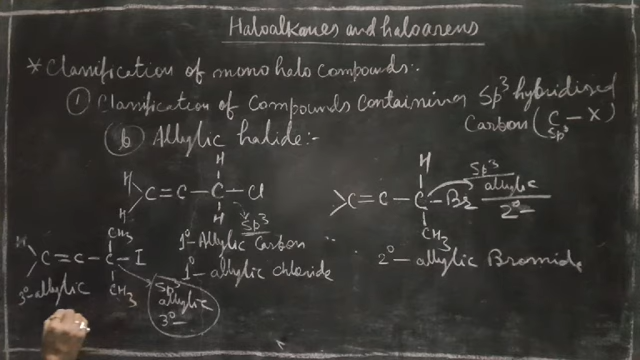 Haloalkanes and haloarens
* Classification of mono halo Compounds:-
① Classification of Compounds Containing Sp³ hybridised
Carbon (C - X)
Sp³
ⓑ Allylic halide:-
H
H
C = C - C - Cl
H
H
Sp³
1° Allylic Carbon
1° allylic chloride
H
C = C - C - Br
CH3
Sp³
allylic
2°
2° - allylic Bromide
H
CH3
C = C - C - I
CH3
3° allylic
Sp³
allylic
3°